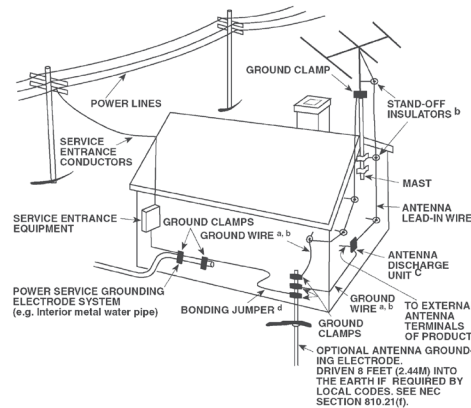 GROUND CLAMP
POWER LINES
STAND-OFF
INSULATORS b
SERVICE
ENTRANCE
CONDUCTORS
MAST
ANTENNA
LEAD-IN WIRE
SERVICE ENTRANCE
EQUIPMENT
GROUND CLAMPS
GROUND WIRE a, b
ANTENNA
DISCHARGE
UNIT C
POWER SERVICE GROUNDING
ELECTRODE SYSTEM
(e.g. Interior metal water pipe)
BONDING JUMPER d
GROUND
WIRE a, b
GROUND
CLAMPS
TO EXTERNA
ANTENNA
TERMINALS
OF PRODUCT
OPTIONAL ANTENNA GROUND-
ING ELECTRODE.
DRIVEN 8 FEET (2.44M) INTO
THE EARTH IF REQUIRED BY
LOCAL CODES. SEE NEC
SECTION 810.21(f).